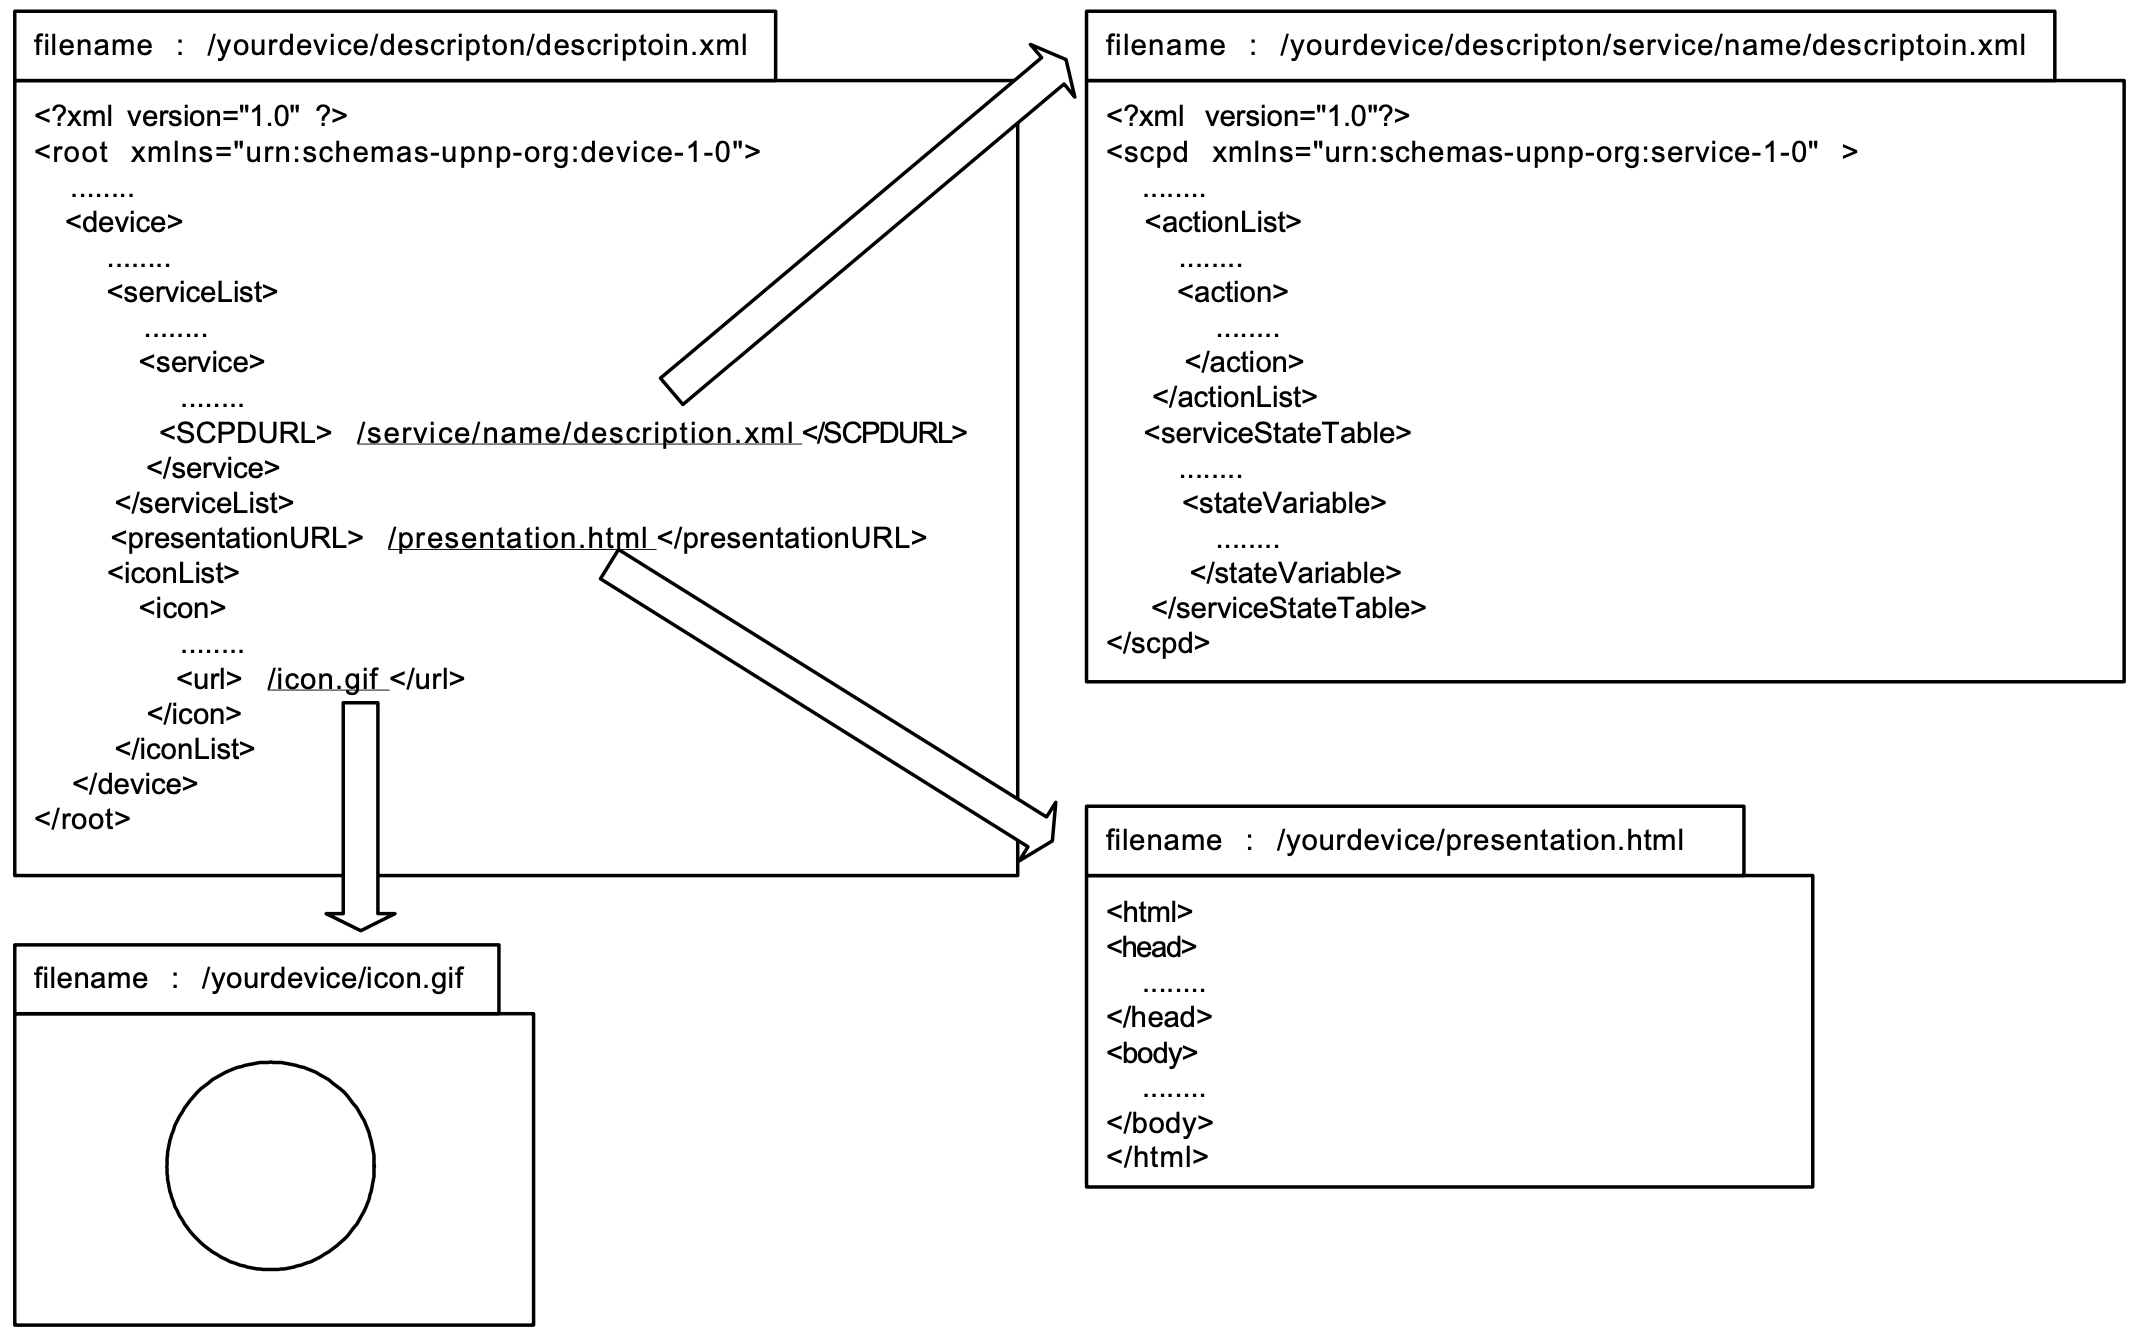 filename : /yourdevice/descripton/descriptoin.xml
<?xml version="1.0" ?>
<root xmlns="urn:schemas-upnp-org:device-1-0">
........
<device>
........
<serviceList>
........
<service>
........
<SCPDURL> /service/name/description.xml </SCPDURL>
</service>
</serviceList>
<presentationURL> /presentation.html </presentationURL>
<iconList>
<icon>
........
<url> /icon.gif </url>
</icon>
</iconList>
</device>
</root>
filename : /yourdevice/descripton/service/name/descriptoin.xml
<?xml version="1.0"?>
<scpd xmlns="urn:schemas-upnp-org:service-1-0" >
........
<actionList>
........
<action>
........
</action>
</actionList>
<serviceStateTable>
........
<stateVariable>
........
</stateVariable>
</serviceStateTable>
</scpd>
filename : /yourdevice/icon.gif
filename : /yourdevice/presentation.html
<html>
<head>
........
</head>
<body>
........
</body>
</html>